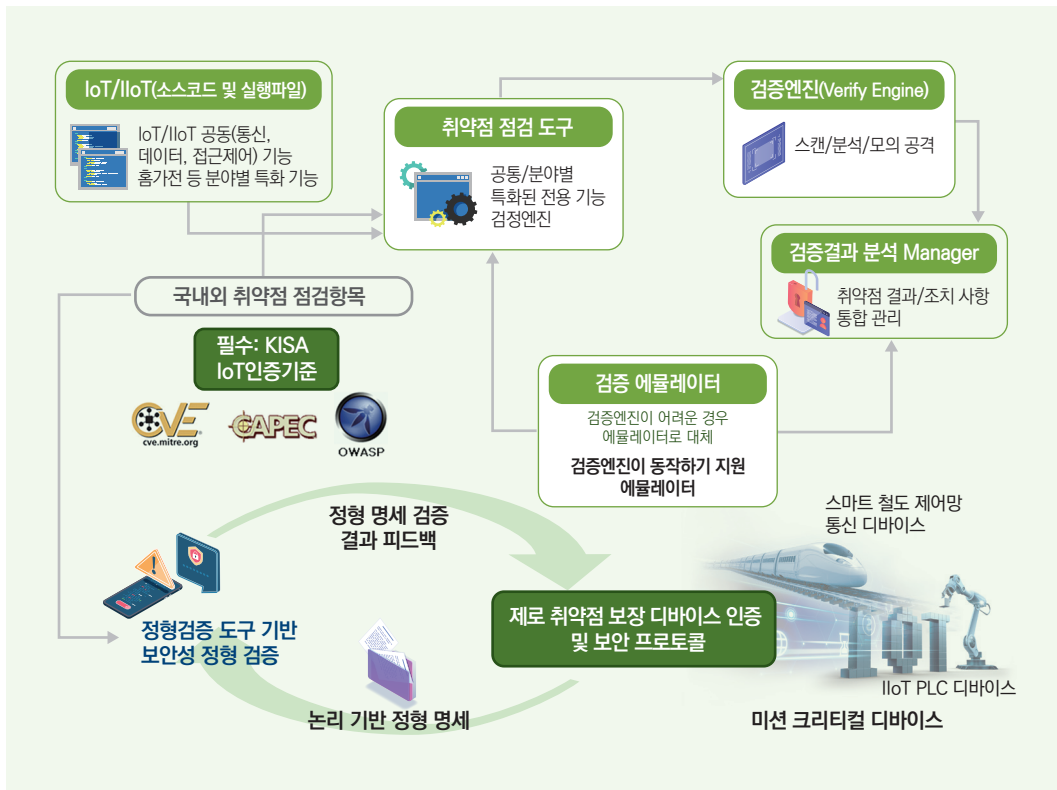 IoT/IIoT(소스코드 및 실행파일)
IoT/IIoT 공동(통신,
데이터, 접근제어) 기능
홈가전 등 분야별 특화 기능
취약점 점검 도구
공통/분야별
특화된 전용 기능
검정엔진
검증엔진(Verify Engine)
스캔/분석/모의 공격
검증결과 분석 Manager
취약점 결과/조치 사항
통합 관리
국내외 취약점 점검항목
필수: KISA
IoT인증기준
CVE
cve.mitre.org
CAPEC
OWASP
검증 에뮬레이터
검증엔진이 어려운 경우
에뮬레이터로 대체
검증엔진이 동작하기 지원
에뮬레이터
정형 명세 검증
결과 피드백
스마트 철도 제어망
통신 디바이스
정형검증 도구 기반
보안성 정형 검증
제로 취약점 보장 디바이스 인증
및 보안 프로토콜
논리 기반 정형 명세
IOT
IIoT PLC 디바이스
미션 크리티컬 디바이스